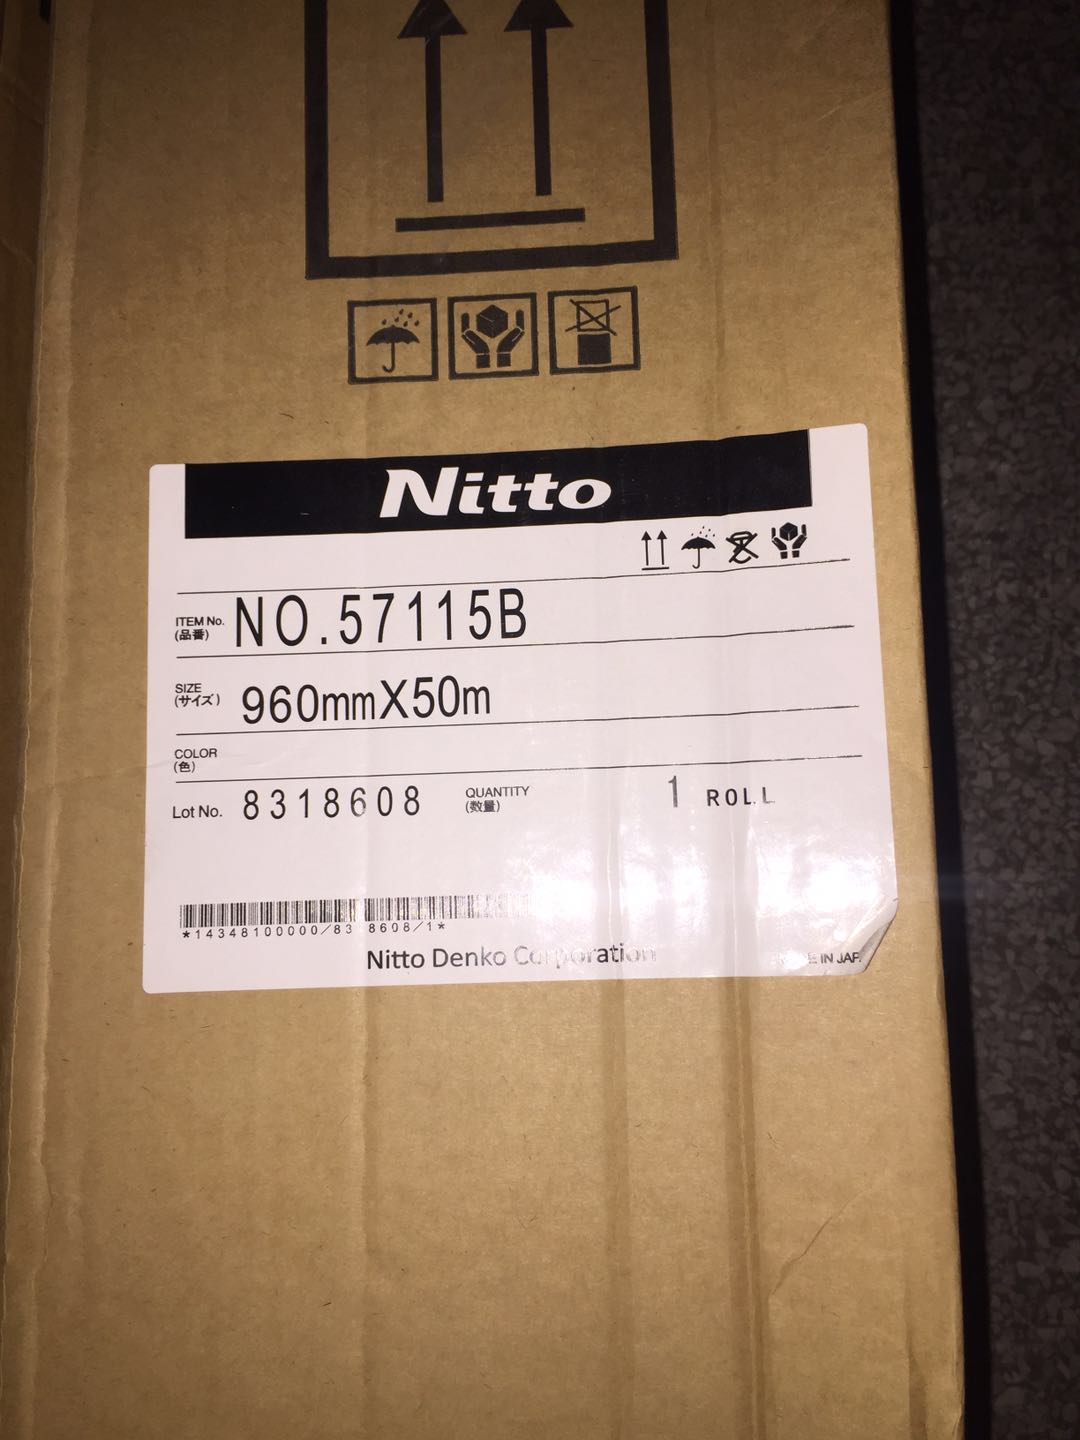 Nitto
ITEM No. NO.57115B
(品番)
SIZE 960mmX50m
(サイズ)
COLOR
(色)
Lot No. 8318608 QUANTITY 1 ROLL
(数量)
*14348100000/83 8608/1*
Nitto Denko Corporation
IN